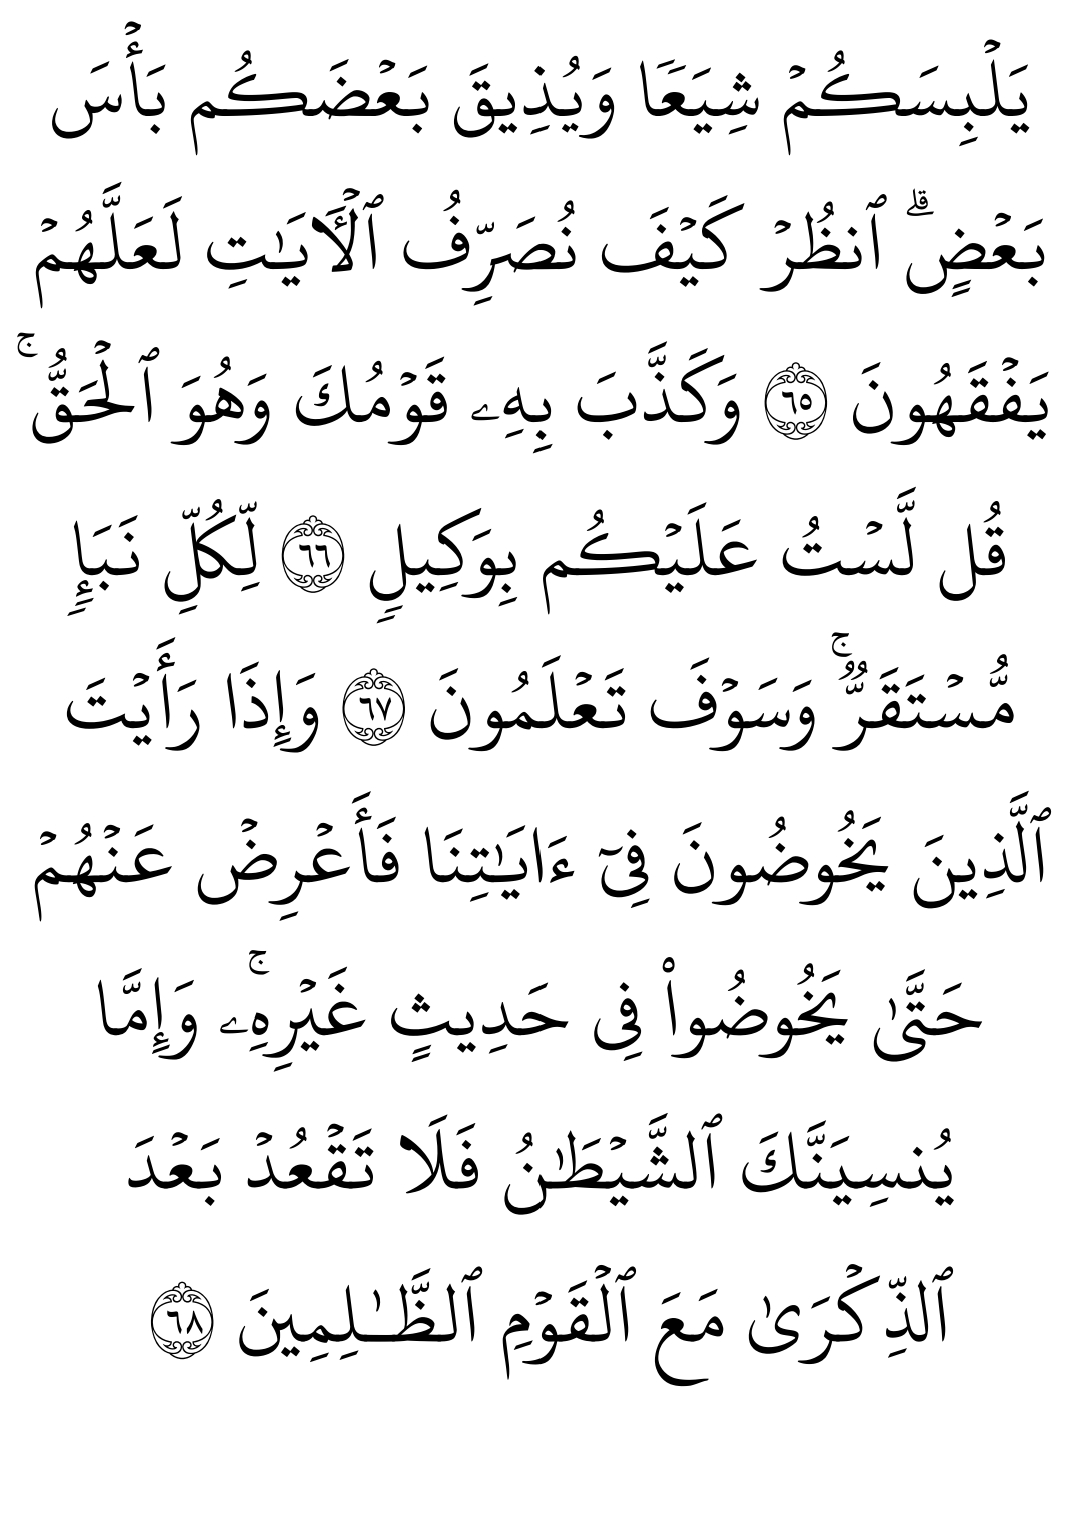 يَلۡبِسَكُمۡ شِيَعٗا وَيُذِيقَ بَعۡضَكُم بَأۡسَ
بَعۡضٍۗ ٱنظُرۡ كَيۡفَ نُصَرِّفُ ٱلۡأٓيَٰتِ لَعَلَّهُمۡ
يَفۡقَهُونَ ٦٥ وَكَذَّبَ بِهِۦ قَوۡمُكَ وَهُوَ ٱلۡحَقُّۚ
قُل لَّسۡتُ عَلَيۡكُم بِوَكِيلٖ ٦٦ لِّكُلِّ نَبَإٖ
مُّسۡتَقَرّٞۚ وَسَوۡفَ تَعۡلَمُونَ ٦٧ وَإِذَا رَأَيۡتَ
ٱلَّذِينَ يَخُوضُونَ فِيٓ ءَايَٰتِنَا فَأَعۡرِضۡ عَنۡهُمۡ
حَتَّىٰ يَخُوضُواْ فِي حَدِيثٍ غَيۡرِهِۦۚ وَإِمَّا
يُنسِيَنَّكَ ٱلشَّيۡطَٰنُ فَلَا تَقۡعُدۡ بَعۡدَ
ٱلذِّكۡرَىٰ مَعَ ٱلۡقَوۡمِ ٱلظَّٰلِمِينَ ٦٨